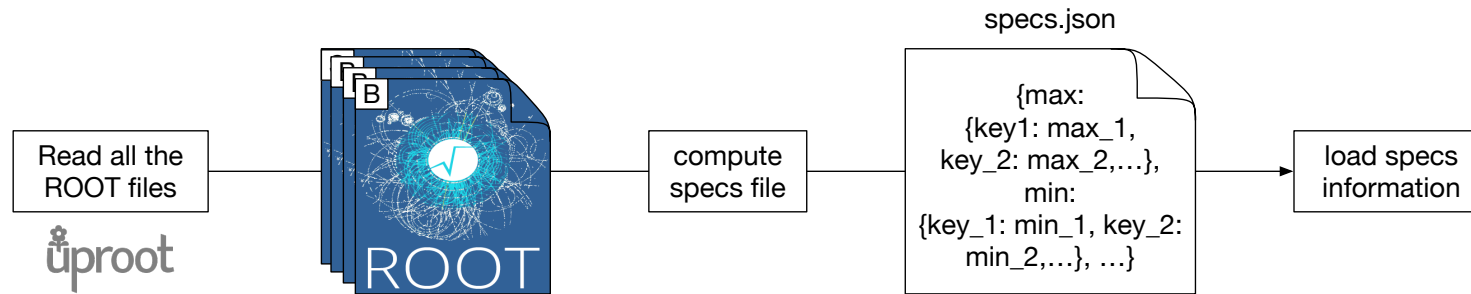 specs.json
Read all the
ROOT files
uproot
B
ROOT
compute
specs file
{max:
{key1: max_1,
key_2: max_2,…},
min:
{key_1: min_1, key_2:
min_2,…}, …}
load specs
information